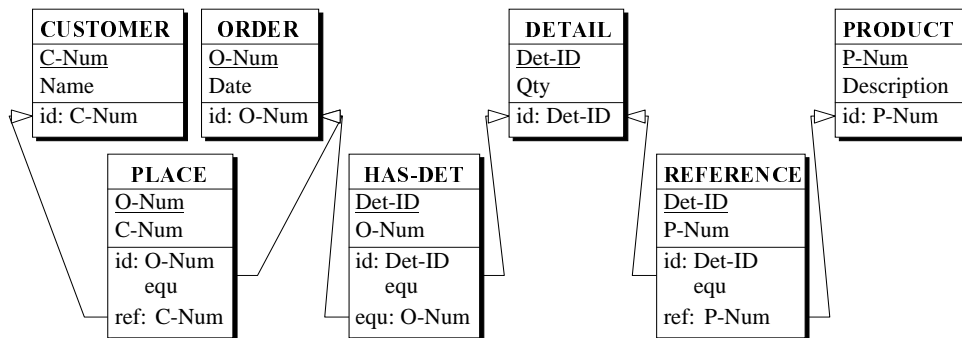 CUSTOMER
C-Num
Name
id: C-Num
ORDER
O-Num
Date
id: O-Num
DETAIL
Det-ID
Qty
id: Det-ID
PRODUCT
P-Num
Description
id: P-Num
PLACE
O-Num
C-Num
id: O-Num
equ
ref: C-Num
HAS-DET
Det-ID
O-Num
id: Det-ID
equ
equ: O-Num
REFERENCE
Det-ID
P-Num
id: Det-ID
equ
ref: P-Num